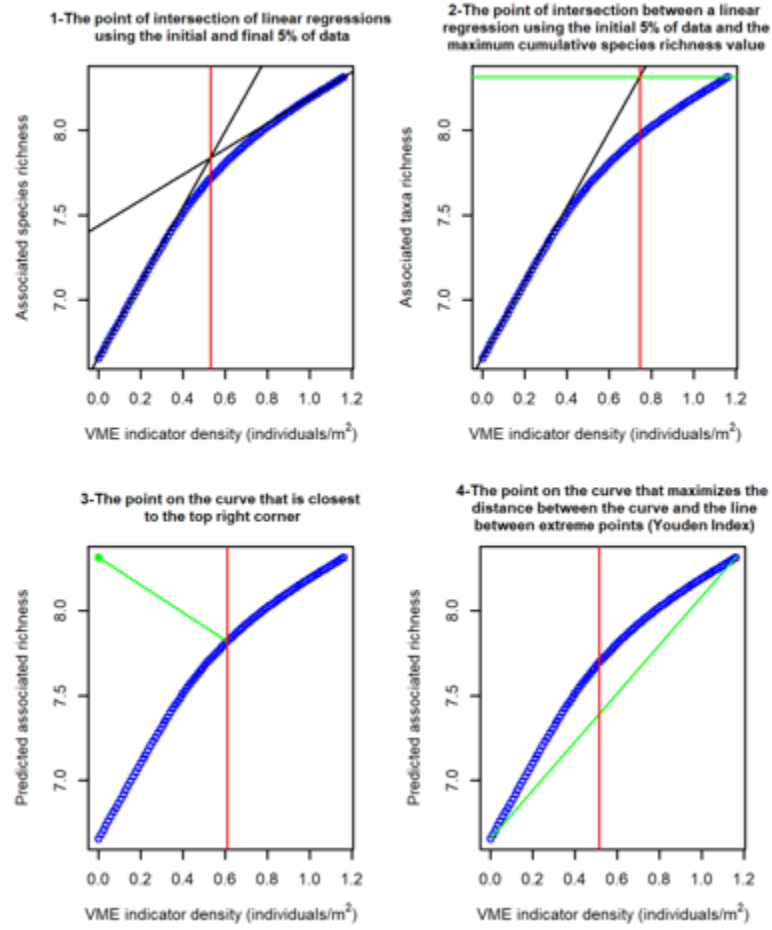 1-The point of intersection of linear regressions
using the initial and final 5% of data
Associated species richness
8.0
7.5
7.0
0.0 0.2 0.4 0.6 0.8 1.0 1.2
VME indicator density (individuals/m²)
2-The point of intersection between a linear
regression using the initial 5% of data and the
maximum cumulative species richness value
Associated taxa richness
8.0
7.5
7.0
0.0 0.2 0.4 0.6 0.8 1.0 1.2
VME indicator density (individuals/m²)
3-The point on the curve that is closest
to the top right corner
Predicted associated richness
8.0
7.5
7.0
0.0 0.2 0.4 0.6 0.8 1.0 1.2
VME indicator density (individuals/m²)
4-The point on the curve that maximizes the
distance between the curve and the line
between extreme points (Youden Index)
Predicted associated richness
8.0
7.5
7.0
0.0 0.2 0.4 0.6 0.8 1.0 1.2
VME indicator density (individuals/m²)